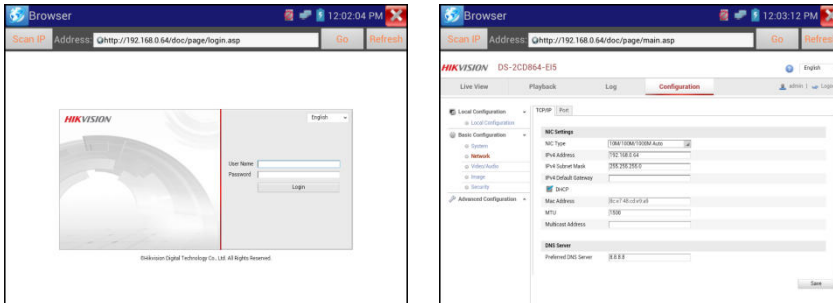 Browser
12:02:04 PM
Scan IP Address: http://192.168.0.64/doc/page/login.asp Go Refresh
HIKVISION
English
User Name
Password
Login
©Hikvision Digital Technology Co., Ltd. All Rights Reserved.
Browser
12:03:12 PM
Scan IP Address: http://192.168.0.64/doc/page/main.asp Go Refresh
HIKVISION DS-2CD864-EI5
English
Live View Playback Log Configuration admin
Local Configuration
Local Configuration
Basic Configuration
System
Network
Video/Audio
Image
Security
Advanced Configuration
TCP/IP Port
NIC Settings
NIC Type 10M/100M/1000M Auto
IPv4 Address 192.168.0.64
IPv4 Subnet Mask 255.255.255.0
IPv4 Default Gateway
DHCP
Mac Address
MTU 1500
Multicast Address
DNS Server
Preferred DNS Server 8.8.8.8
Save